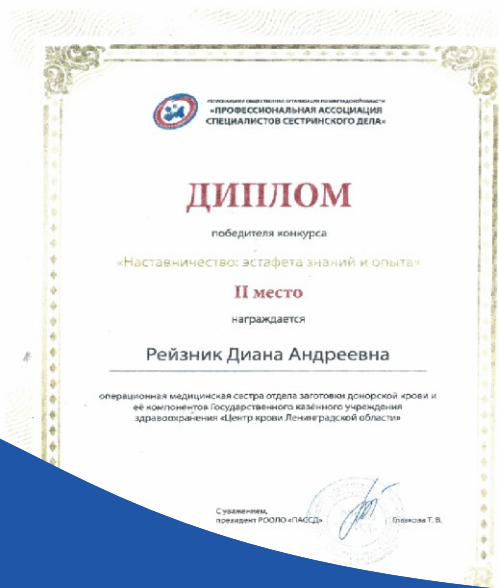 РЕГИОНАЛЬНАЯ ОБЩЕСТВЕННАЯ ОРГАНИЗАЦИЯ ЛЕНИНГРАДСКОЙ ОБЛАСТИ
«ПРОФЕССИОНАЛЬНАЯ АССОЦИАЦИЯ
СПЕЦИАЛИСТОВ СЕСТРИНСКОГО ДЕЛА»
ДИПЛОМ
победителя конкурса
«Наставничество: эстафета знаний и опыта»
II место
награждается
Рейзник Диана Андреевна
операционная медицинская сестра отдела заготовки донорской крови и
её компонентов Государственного казённого учреждения
здравоохранения «Центр крови Ленинградской области»
С уважением,
президент РООЛО «ПАССД»
Глазкова Т. В.